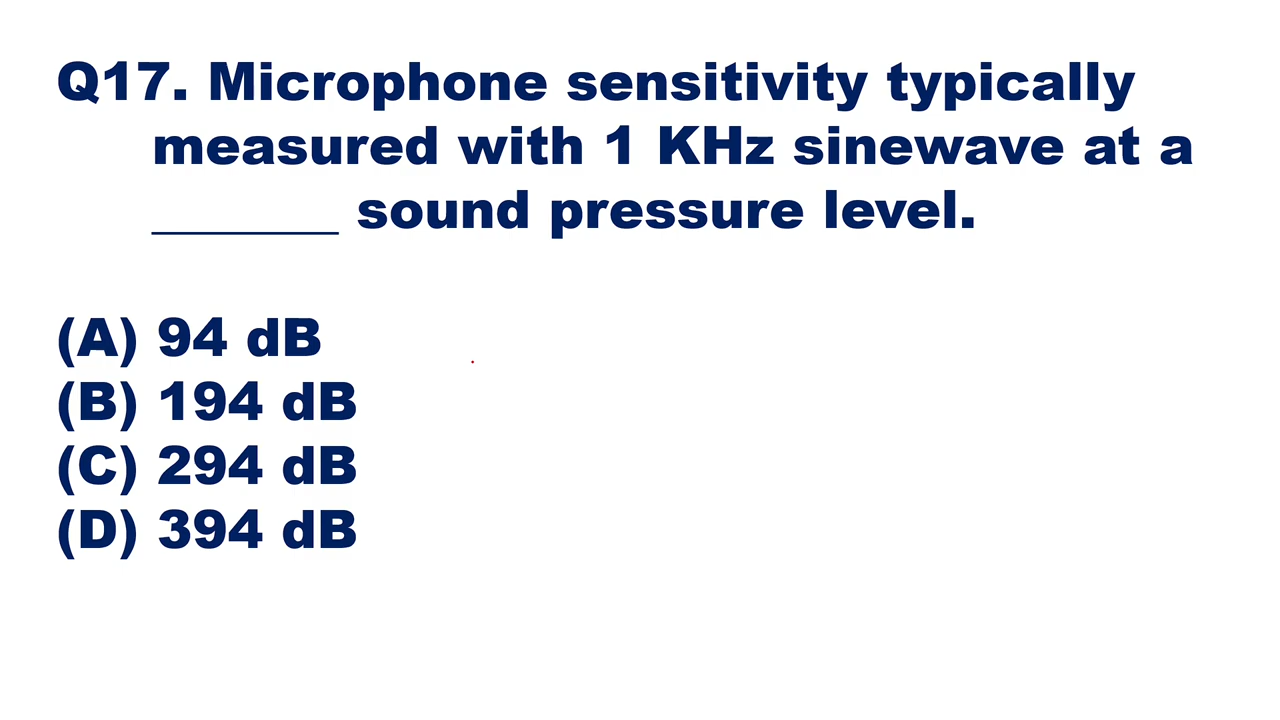 Q17. Microphone sensitivity typically
measured with 1 KHz sinewave at a
_______ sound pressure level.
(A) 94 dB
(B) 194 dB
(C) 294 dB
(D) 394 dB